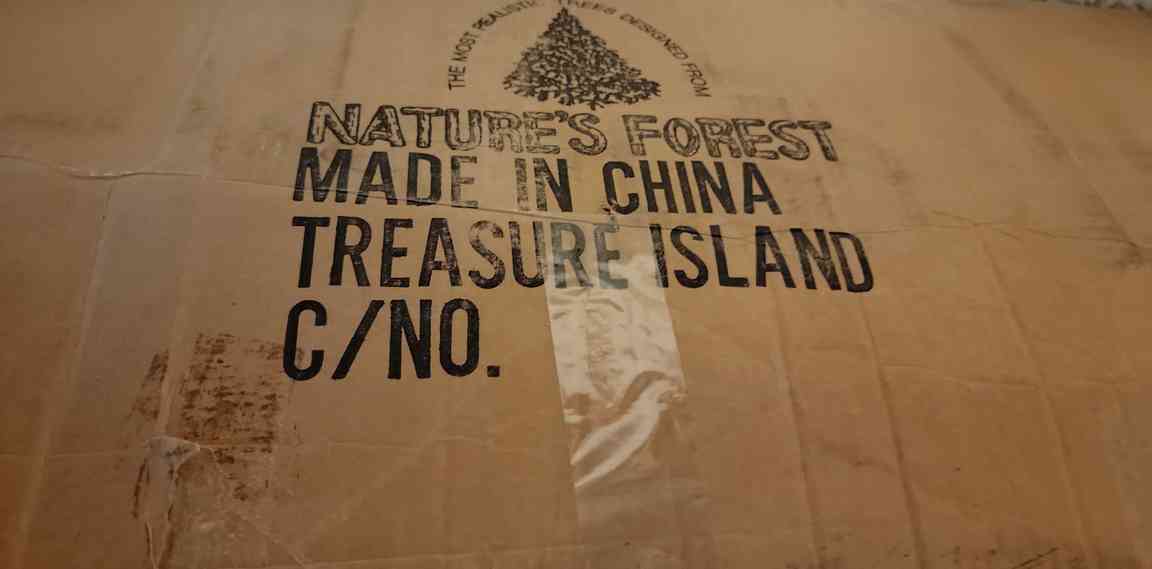 THE MOST REALISTIC TREES DESIGNED FROM
NATURE'S FOREST
MADE IN CHINA
TREASURE ISLAND
C/NO.